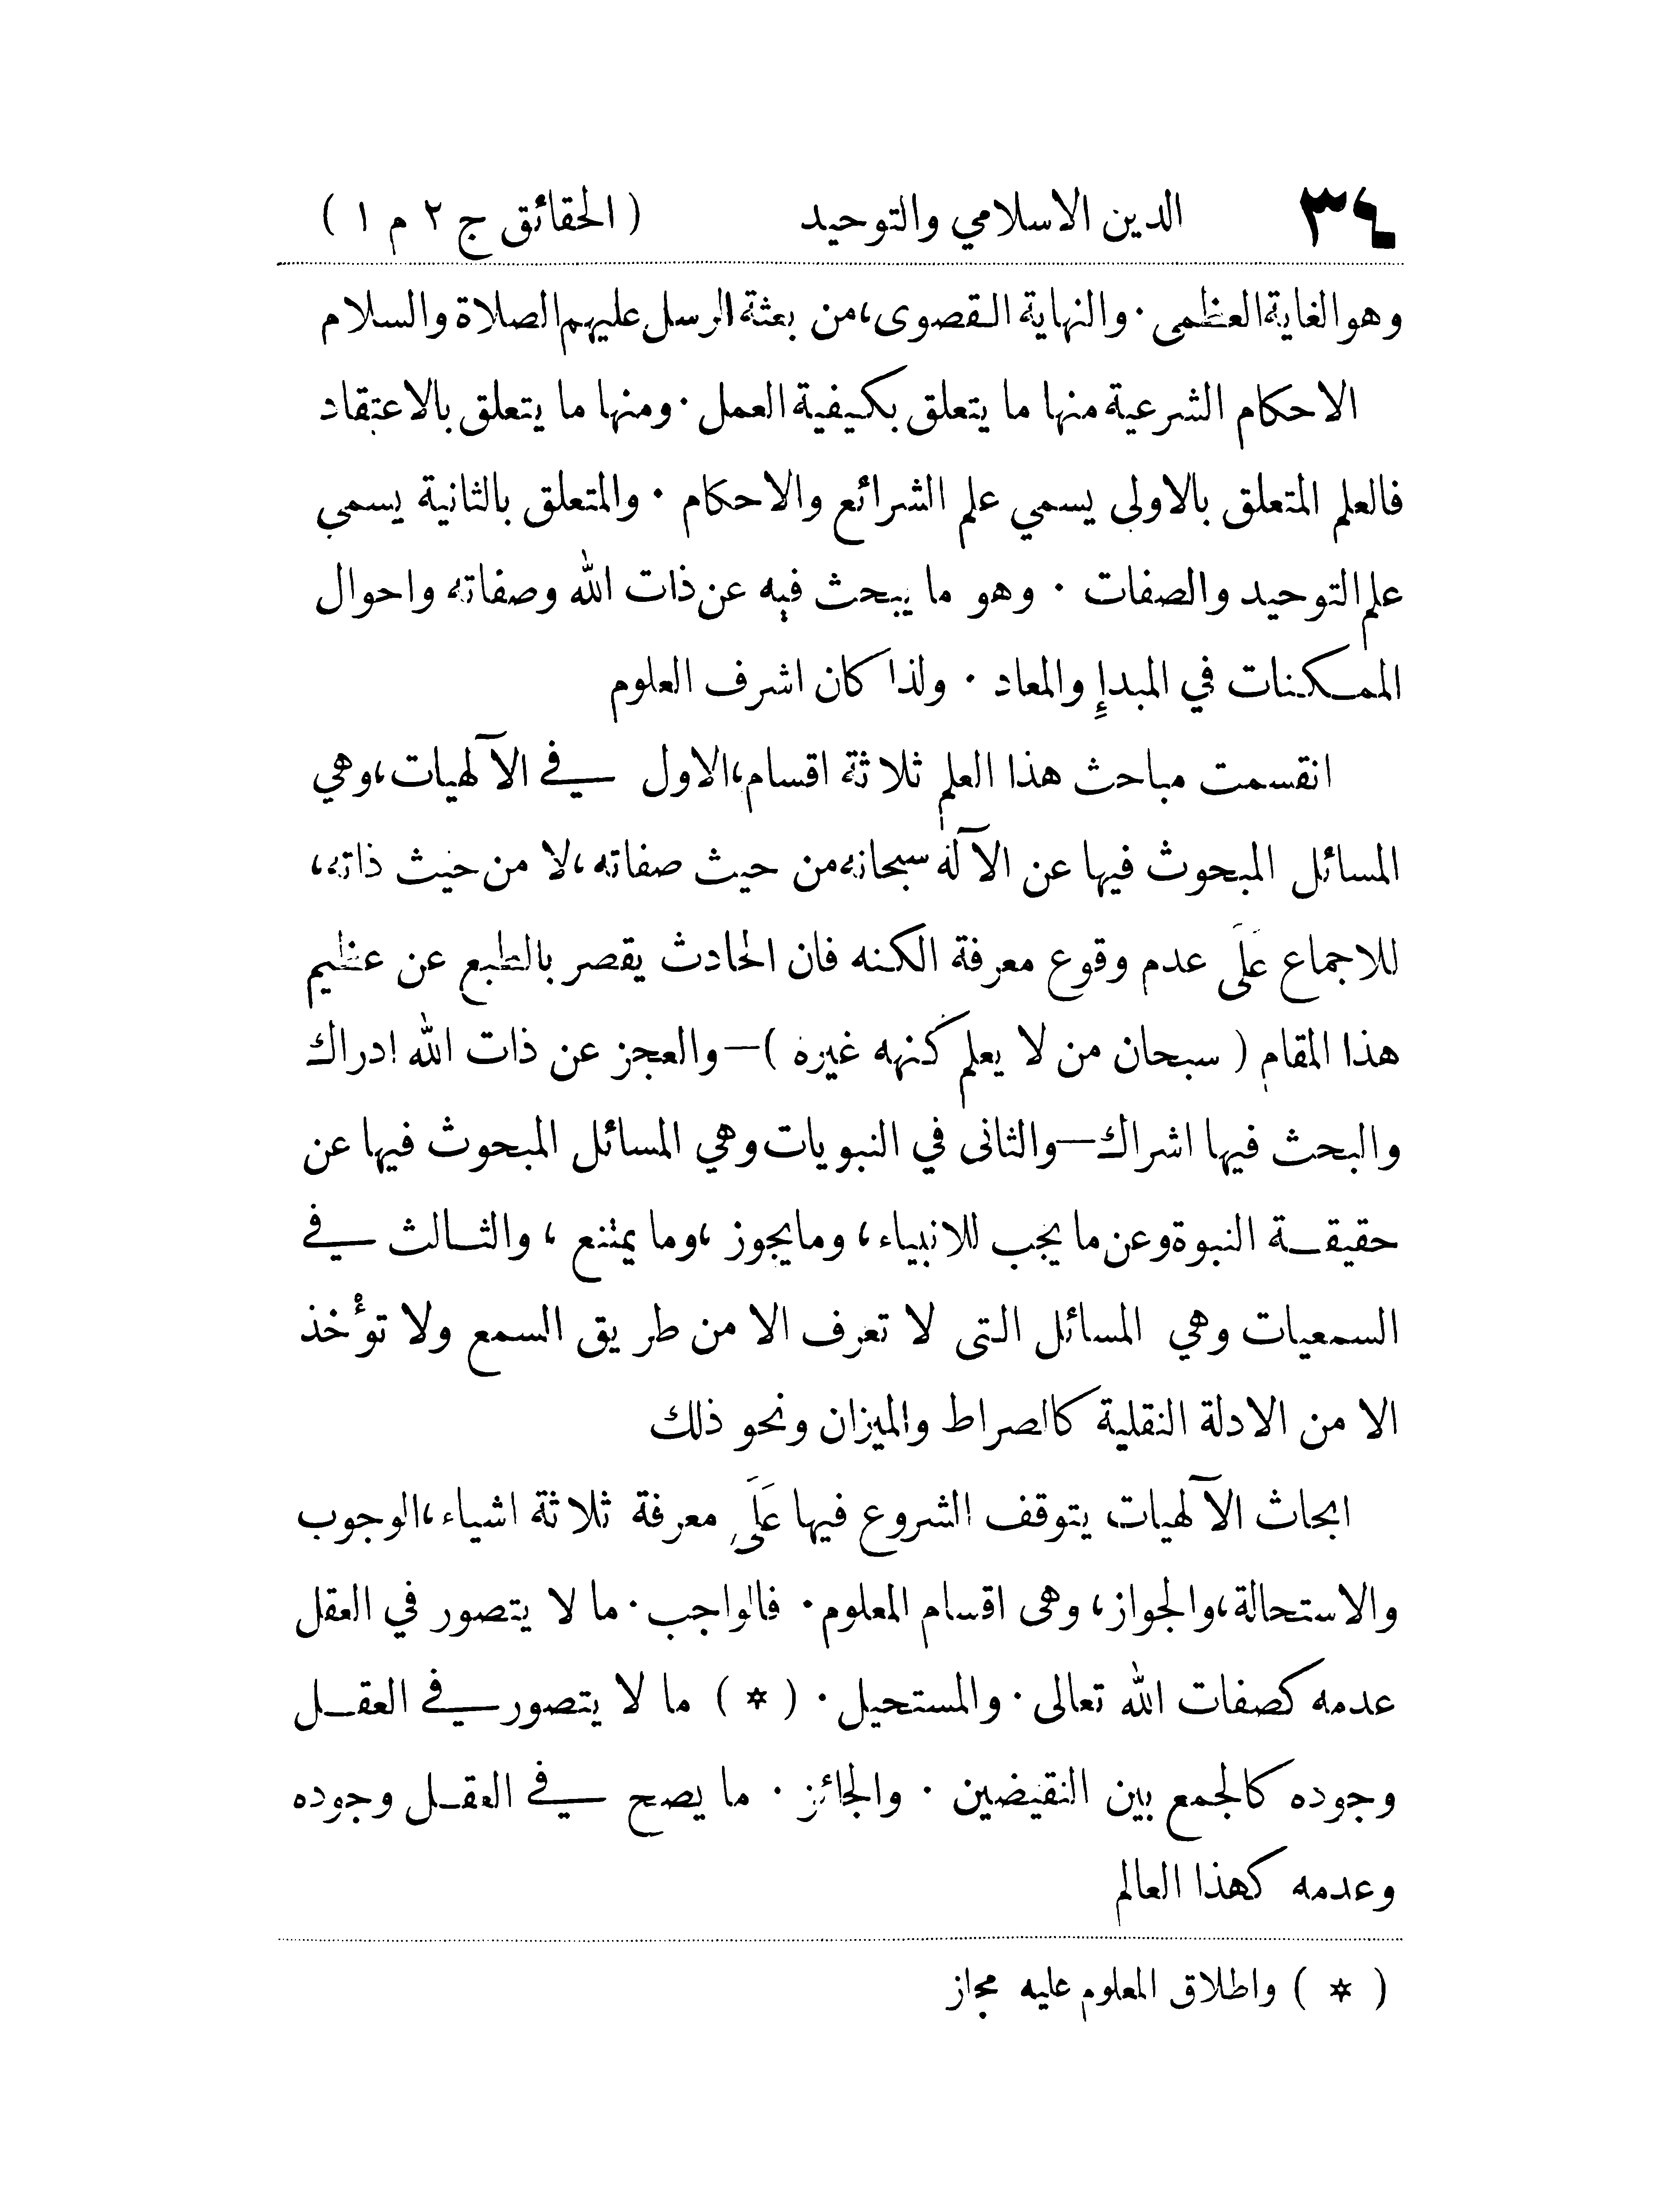 ٣٤ الدين الاسلامي والتوحيد ( الحقائق ج ٢ م ١ )
وهو الغاية العظمى · والنهاية القصوى، من بعثة الرسل عليهم الصلاة والسلام
الاحكام الشرعية منها ما يتعلق بكيفية العمل · ومنها ما يتعلق بالاعتقاد
فالعلم المتعلق بالاولى يسمي علم الشرائع والاحكام · والمتعلق بالثانية يسمي
علم التوحيد والصفات · وهو ما يبحث فيه عن ذات الله وصفاته واحوال
الممكنات في المبدإ والمعاد · ولذا كان اشرف العلوم
انقسمت مباحث هذا العلم ثلاثة اقسام، الاول في الآلهيات، وهي
المسائل المبحوث فيها عن الآله سبحانه من حيث صفاته، لا من حيث ذاته،
للاجماع عَلَى عدم وقوع معرفة الكنه فان الحادث يقصر بالطبع عن عظيم
هذا المقام ( سبحان من لا يعلم كنهه غيره ) — والعجز عن ذات الله ادراك
والبحث فيها اشراك — والثانى في النبويات وهي المسائل المبحوث فيها عن
حقيقة النبوة وعن ما يجب للانبياء، وما يجوز، وما يمتنع، والثالث في
السمعيات وهي المسائل التى لا تعرف الا من طريق السمع ولا تؤخذ
الا من الادلة النقلية كالصراط والميزان ونحو ذلك
ابحاث الآلهيات يتوقف الشروع فيها عَلَى معرفة ثلاثة اشياء، الوجوب
والاستحالة، والجواز، وهى اقسام المعلوم · فالواجب · ما لا يتصور في العقل
عدمه كصفات الله تعالى · والمستحيل · ( * ) ما لا يتصور في العقل
وجوده كالجمع بين النقيضين · والجائز · ما يصح في العقل وجوده
وعدمه كهذا العالم
( * ) واطلاق المعلوم عليه مجاز